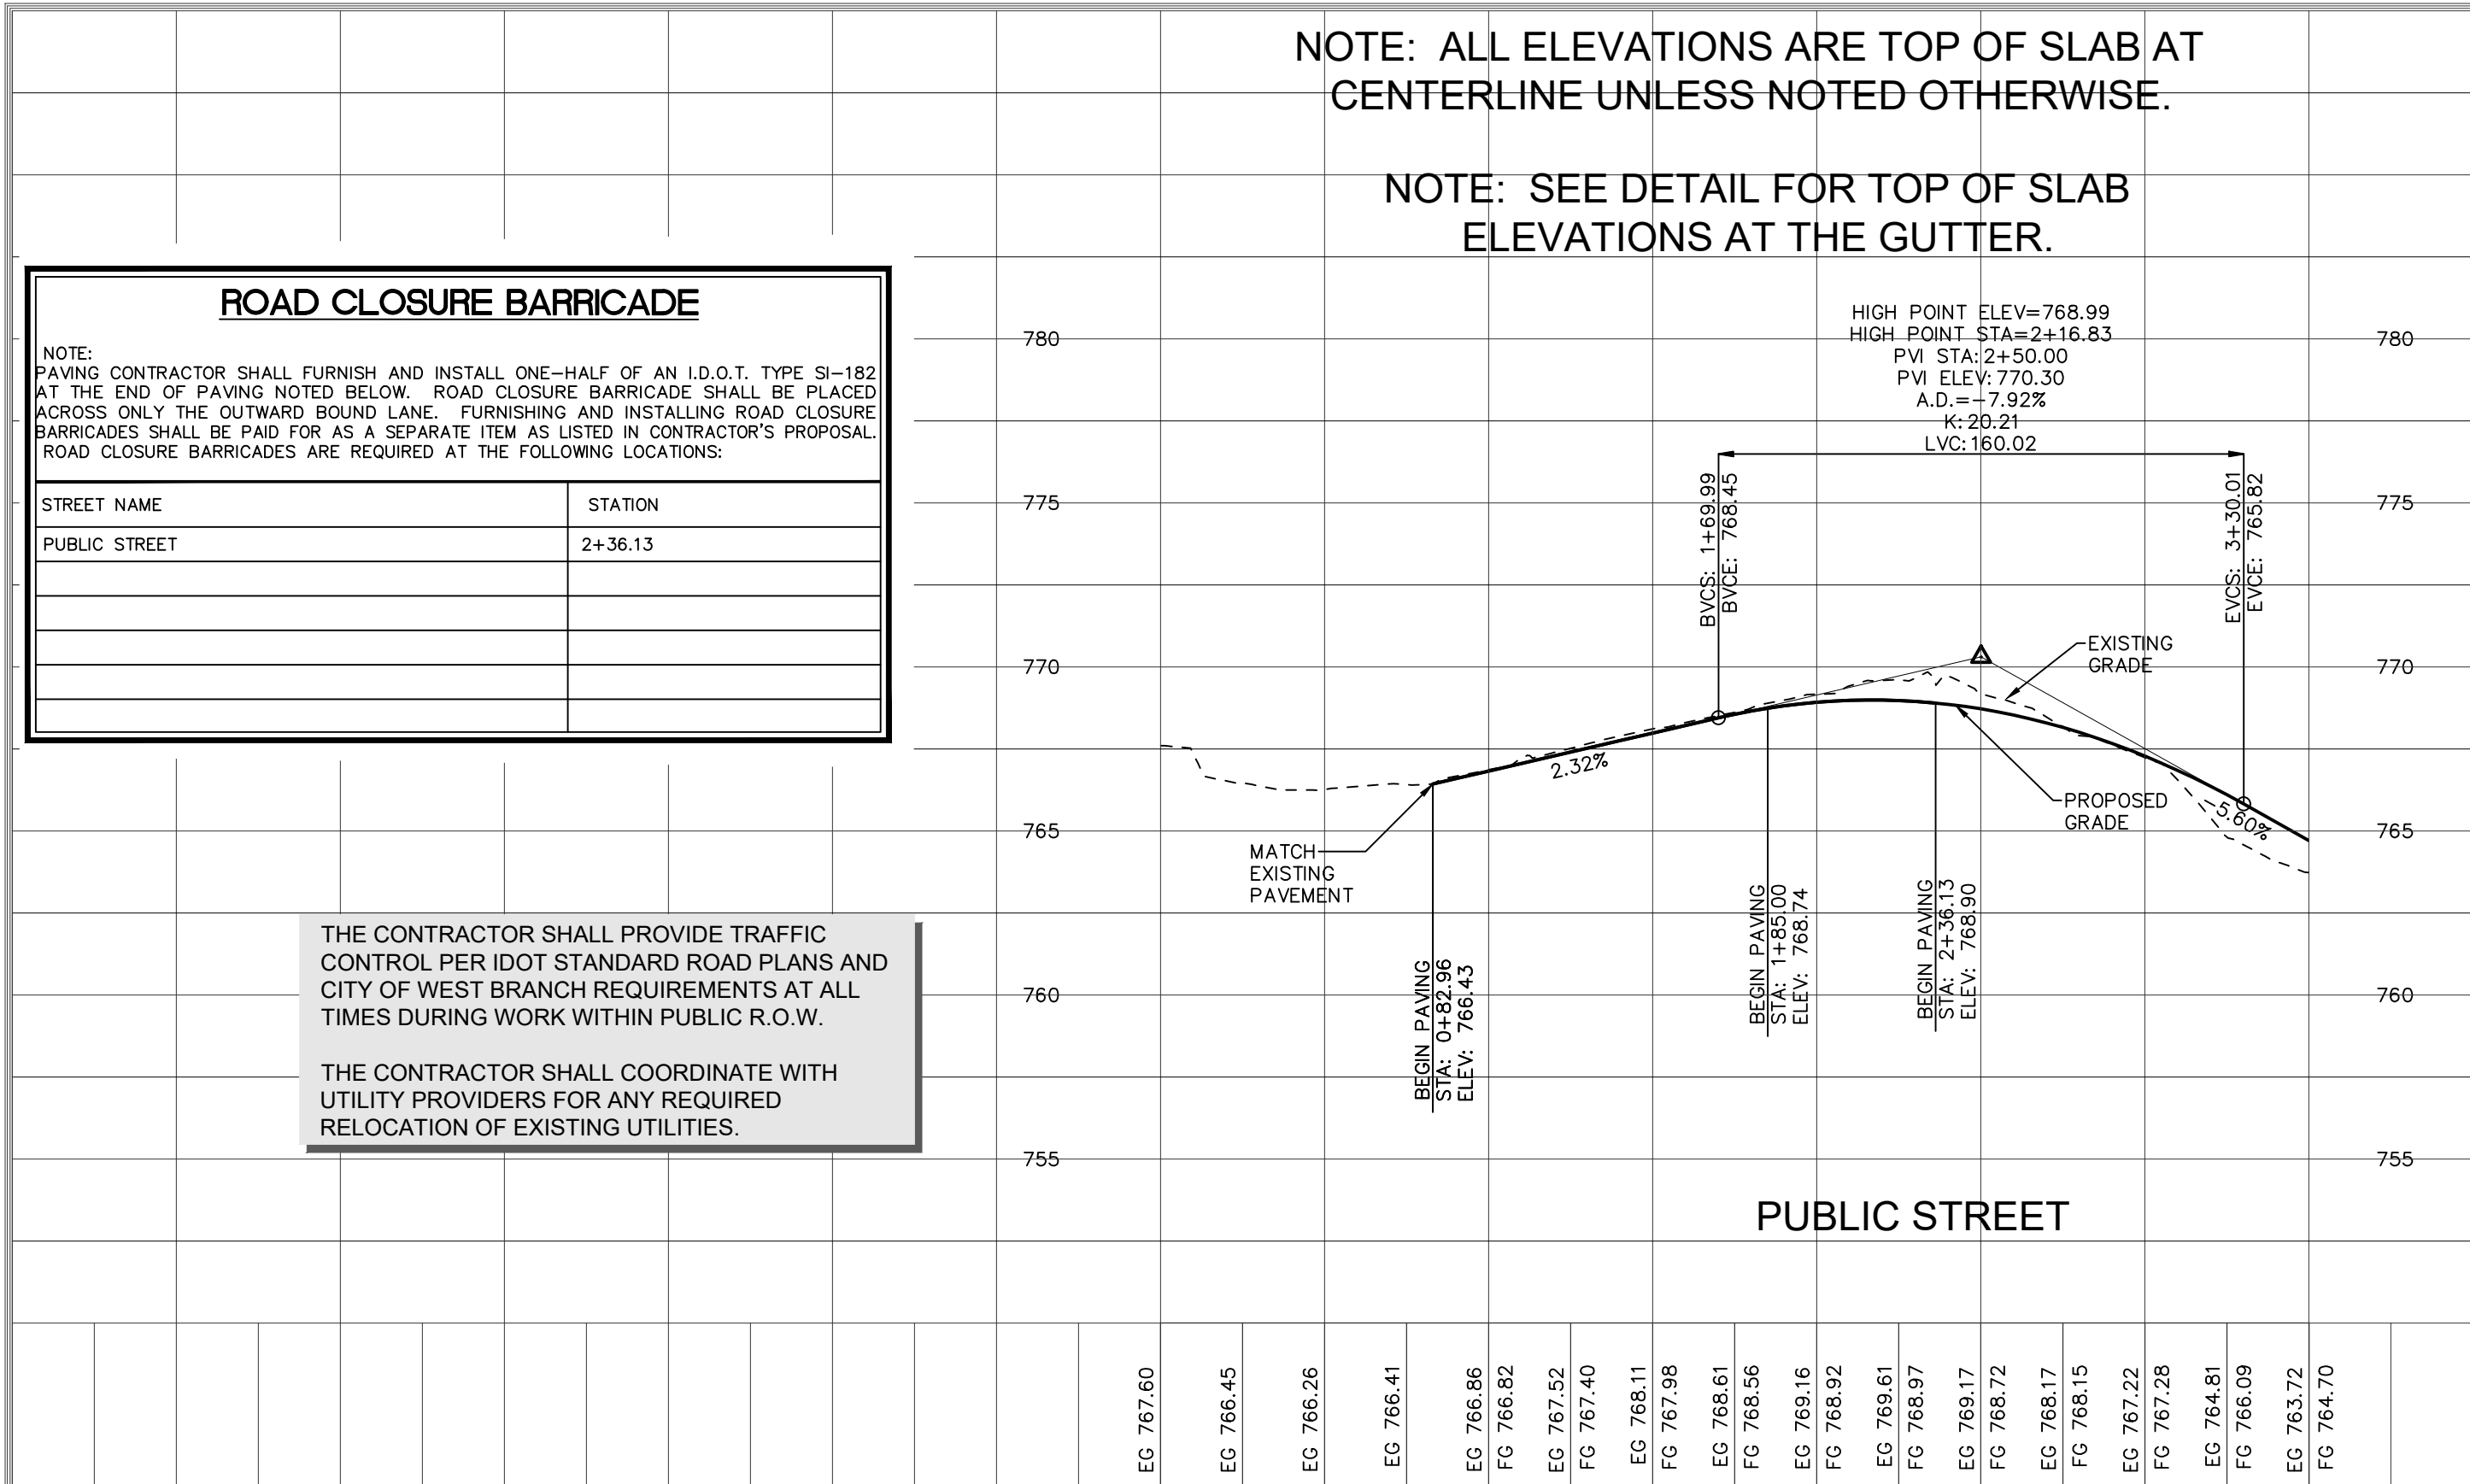 NOTE: ALL ELEVATIONS ARE TOP OF SLAB AT
CENTERLINE UNLESS NOTED OTHERWISE.
NOTE: SEE DETAIL FOR TOP OF SLAB
ELEVATIONS AT THE GUTTER.
ROAD CLOSURE BARRICADE
NOTE:
PAVING CONTRACTOR SHALL FURNISH AND INSTALL ONE-HALF OF AN I.D.O.T. TYPE SI-182
AT THE END OF PAVING NOTED BELOW. ROAD CLOSURE BARRICADE SHALL BE PLACED
ACROSS ONLY THE OUTWARD BOUND LANE. FURNISHING AND INSTALLING ROAD CLOSURE
BARRICADES SHALL BE PAID FOR AS A SEPARATE ITEM AS LISTED IN CONTRACTOR'S PROPOSAL.
ROAD CLOSURE BARRICADES ARE REQUIRED AT THE FOLLOWING LOCATIONS:
STREET NAME STATION
PUBLIC STREET 2+36.13
THE CONTRACTOR SHALL PROVIDE TRAFFIC
CONTROL PER IDOT STANDARD ROAD PLANS AND
CITY OF WEST BRANCH REQUIREMENTS AT ALL
TIMES DURING WORK WITHIN PUBLIC R.O.W.
THE CONTRACTOR SHALL COORDINATE WITH
UTILITY PROVIDERS FOR ANY REQUIRED
RELOCATION OF EXISTING UTILITIES.
780
775
770
765
760
755
HIGH POINT ELEV=768.99
HIGH POINT STA=2+16.83
PVI STA: 2+50.00
PVI ELEV: 770.30
A.D.=-7.92%
K: 20.21
LVC: 160.02
BVCS: 1+69.99
BVCE: 768.45
EVCS: 3+30.01
EVCE: 765.82
EXISTING
GRADE
2.32%
PROPOSED
GRADE
-5.60%
MATCH
EXISTING
PAVEMENT
BEGIN PAVING
STA: 0+82.96
ELEV: 766.43
BEGIN PAVING
STA: 1+85.00
ELEV: 768.74
BEGIN PAVING
STA: 2+36.13
ELEV: 768.90
780
775
770
765
760
755
PUBLIC STREET
EG 767.60
EG 766.45
EG 766.26
EG 766.41
EG 766.86
FG 766.82
EG 767.52
FG 767.40
EG 768.11
FG 767.98
EG 768.61
FG 768.56
EG 769.16
FG 768.92
EG 769.61
FG 768.97
EG 769.17
FG 768.72
EG 768.17
FG 768.15
EG 767.22
FG 767.28
EG 764.81
FG 766.09
EG 763.72
FG 764.70